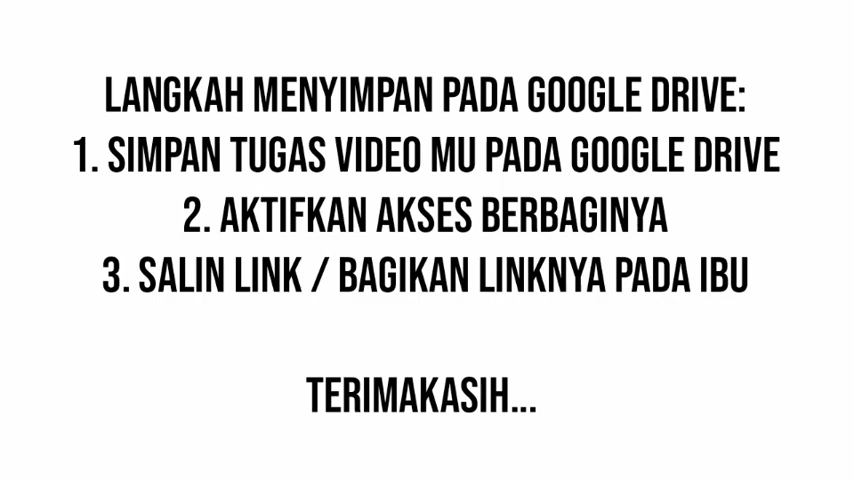 LANGKAH MENYIMPAN PADA GOOGLE DRIVE:
1. SIMPAN TUGAS VIDEO MU PADA GOOGLE DRIVE
2. AKTIFKAN AKSES BERBAGINYA
3. SALIN LINK / BAGIKAN LINKNYA PADA IBU
TERIMAKASIH...